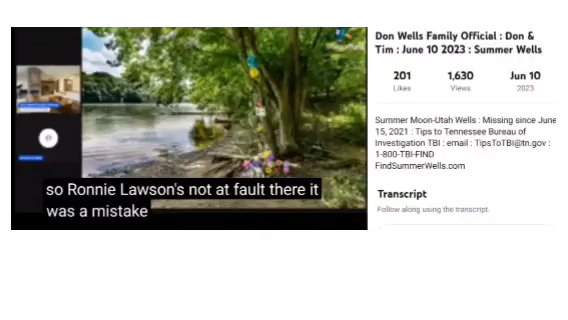 so Ronnie Lawson's not at fault there it
was a mistake
Don Wells Family Official : Don &
Tim : June 10 2023 : Summer Wells
201
1,630
Jun 10
Likes
Views
2023
Summer Moon-Utah Wells : Missing since June
15, 2021 : Tips to Tennessee Bureau of
Investigation TBI : email : TipsToTBI@tn.gov :
1-800-TBI-FIND
FindSummerWells.com
Transcript
Follow along using the transcript.